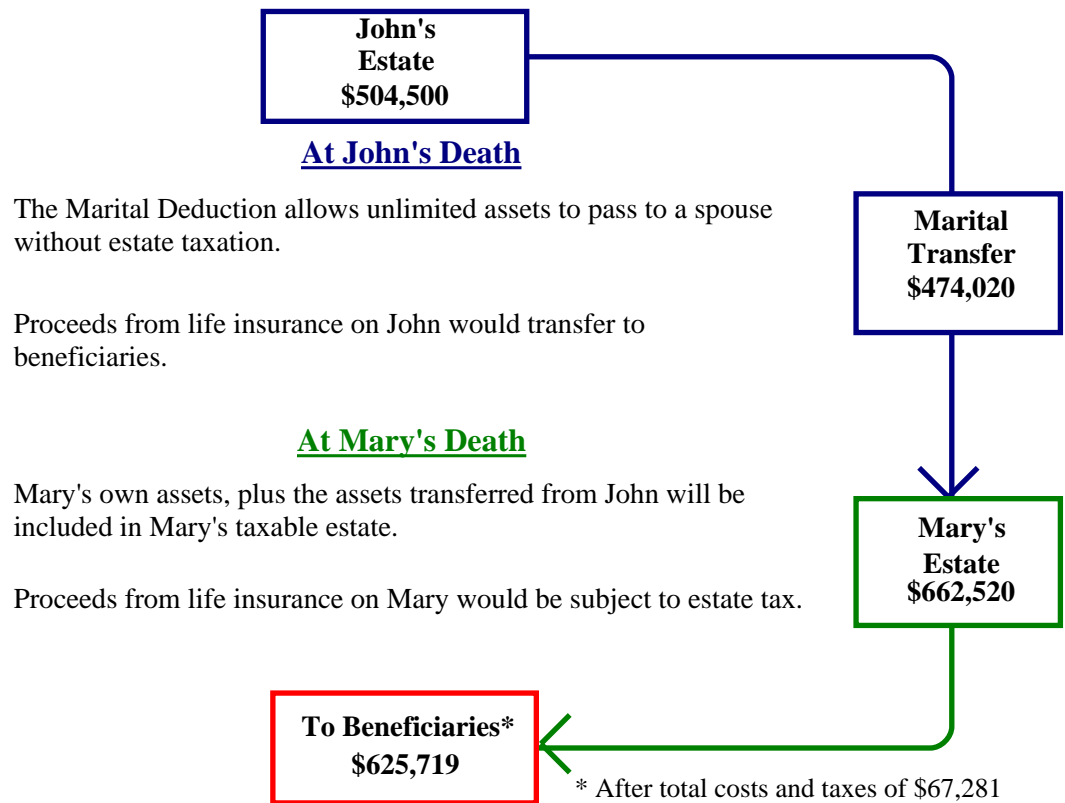 John's
Estate
$504,500
At John's Death
The Marital Deduction allows unlimited assets to pass to a spouse
without estate taxation.
Marital
Transfer
$474,020
Proceeds from life insurance on John would transfer to
beneficiaries.
At Mary's Death
Mary's own assets, plus the assets transferred from John will be
included in Mary's taxable estate.
Mary's
Estate
$662,520
Proceeds from life insurance on Mary would be subject to estate tax.
To Beneficiaries*
$625,719
* After total costs and taxes of $67,281